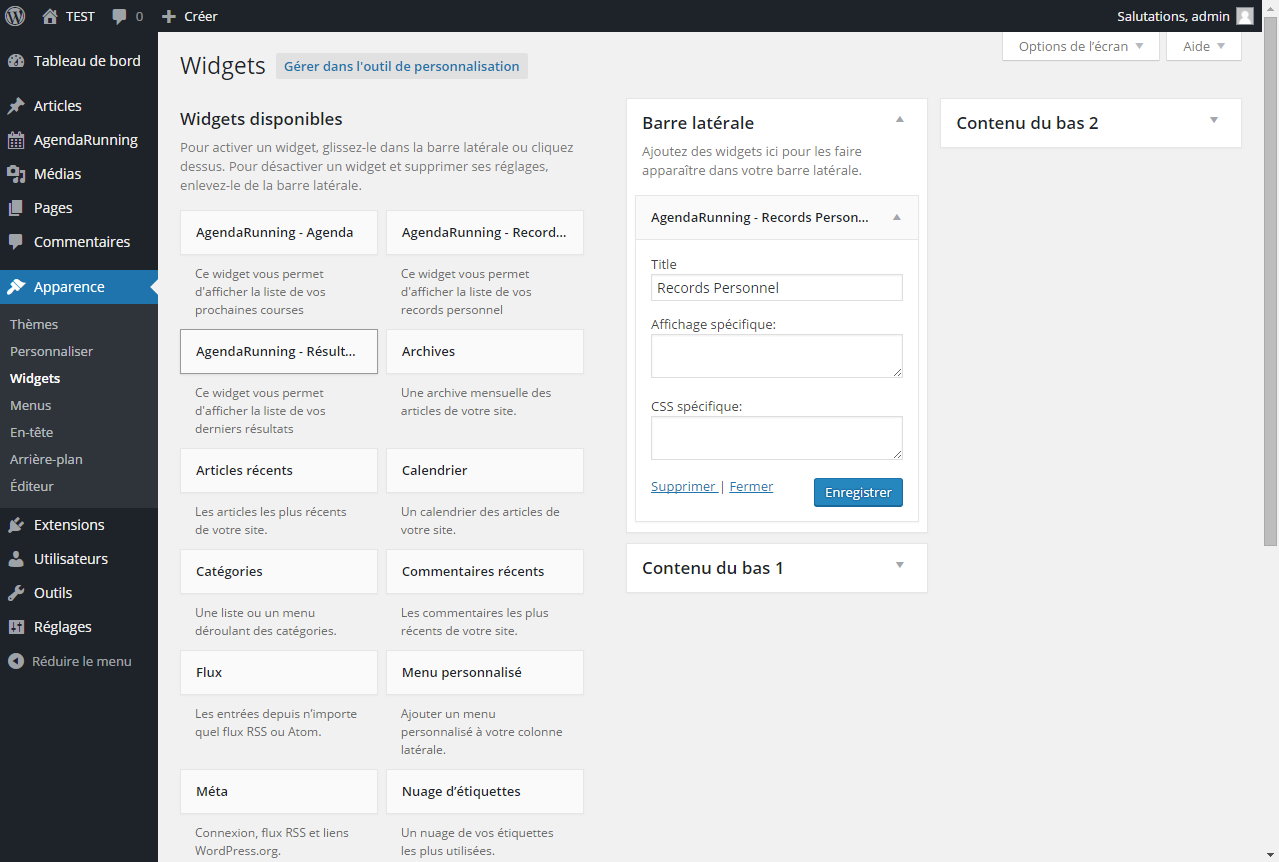 TEST
0
Créer
Salutations, admin
Tableau de bord
Articles
AgendaRunning
Médias
Pages
Commentaires
Apparence
Thèmes
Personnaliser
Widgets
Menus
En-tête
Arrière-plan
Éditeur
Extensions
Utilisateurs
Outils
Réglages
Réduire le menu
Options de l'écran
Aide
Widgets
Gérer dans l'outil de personnalisation
Widgets disponibles
Pour activer un widget, glissez-le dans la barre latérale ou cliquez
dessus. Pour désactiver un widget et supprimer ses réglages,
enlevez-le de la barre latérale.
AgendaRunning - Agenda
Ce widget vous permet
d'afficher la liste de vos
prochaines courses
AgendaRunning - Record...
Ce widget vous permet
d'afficher la liste de vos
records personnel
AgendaRunning - Résult...
Ce widget vous permet
d'afficher la liste de vos
derniers résultats
Archives
Une archive mensuelle des
articles de votre site.
Articles récents
Les articles les plus récents
de votre site.
Calendrier
Un calendrier des articles de
votre site.
Catégories
Une liste ou un menu
déroulant des catégories.
Commentaires récents
Les commentaires les plus
récents de votre site.
Flux
Les entrées depuis n'importe
quel flux RSS ou Atom.
Menu personnalisé
Ajouter un menu
personnalisé à votre colonne
latérale.
Méta
Connexion, flux RSS et liens
WordPress.org.
Nuage d'étiquettes
Un nuage de vos étiquettes
les plus utilisées.
Barre latérale
Ajoutez des widgets ici pour les faire
apparaître dans votre barre latérale.
AgendaRunning - Records Person...
Title
Records Personnel
Affichage spécifique:
CSS spécifique:
Supprimer | Fermer
Enregistrer
Contenu du bas 1
Contenu du bas 2